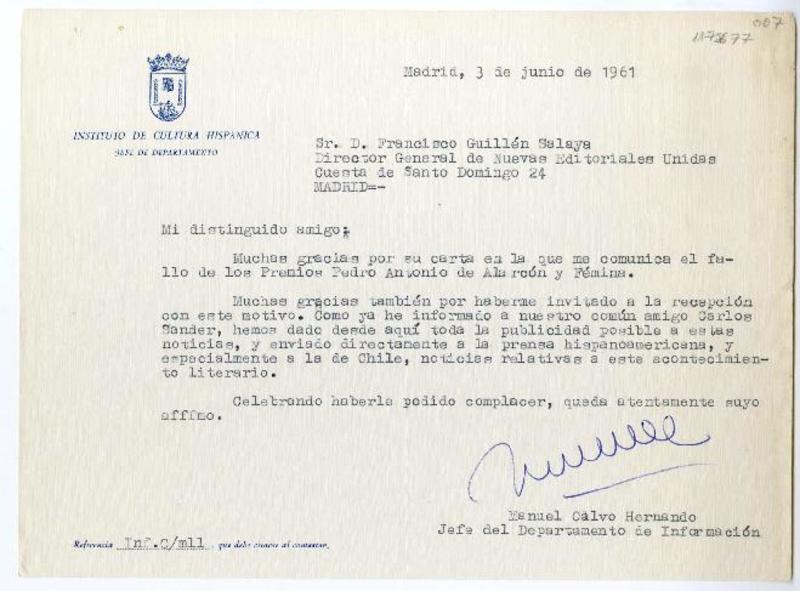 007
Madrid, 3 de junio de 1961
INSTITUTO DE CULTURA HISPANICA
JEFE DE DEPARTAMENTO
Sr. D. Francisco Guillén Salaya
Director General de Nuevas Editoriales Unidas
Cuesta de Santo Domingo 24
MADRID=-
Mi distinguido amigo:
Muchas gracias por su carta en la que me comunica el fa-
llo de los Premios Pedro Antonio de Alarcón y Fémina.
Muchas gracias también por haberme invitado a la recepción
con este motivo. Como ya he informado a nuestro común amigo Carlos
Sander, hemos dado desde aquí toda la publicidad posible a estas
noticias, y enviado directamente a la prensa hispanoamericana, y
especialmente a la de Chile, noticias relativas a este acontecimien-
to literario.
Celebrando haberle podido complacer, queda atentamente suyo
afffmo.
Manuel Calvo Hernando
Jefe del Departamento de Información
Referencia Inf.C/mll , que debe citarse al contestar.